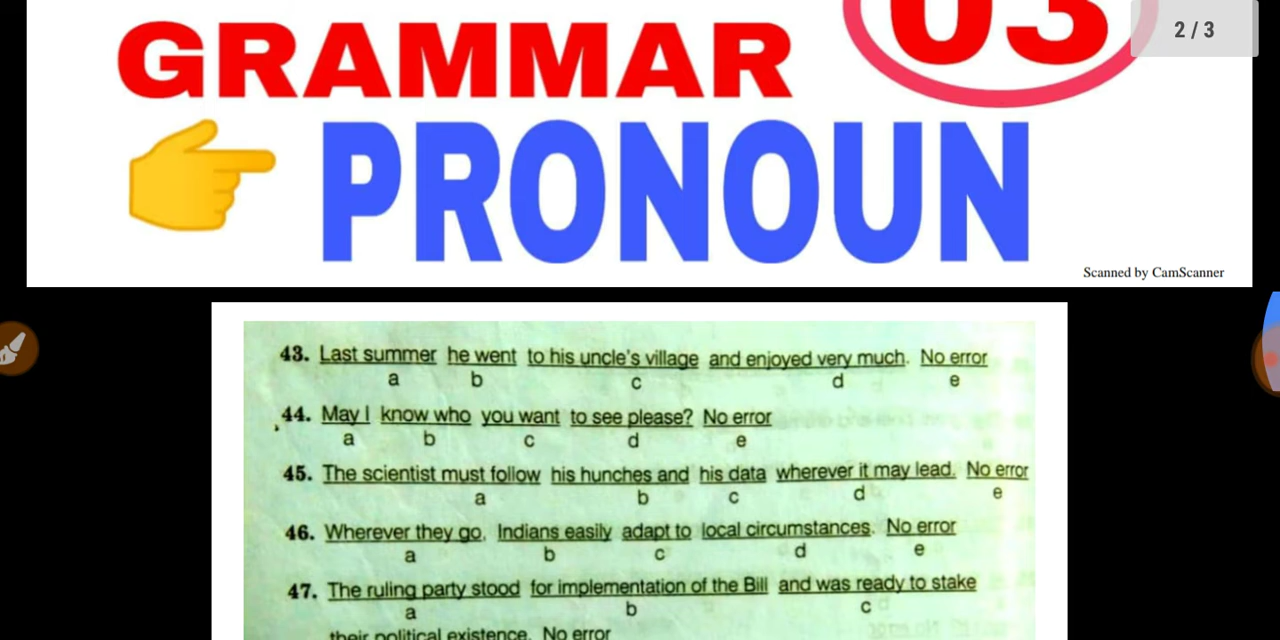 03
2 / 3
GRAMMAR
PRONOUN
Scanned by CamScanner
43. Last summer he went to his uncle's village and enjoyed very much. No error
a b c d e
44. May I know who you want to see please? No error
a b c d e
45. The scientist must follow his hunches and his data wherever it may lead. No error
a b c d e
46. Wherever they go, Indians easily adapt to local circumstances. No error
a b c d e
47. The ruling party stood for implementation of the Bill and was ready to stake
a b c
their political existence. No error